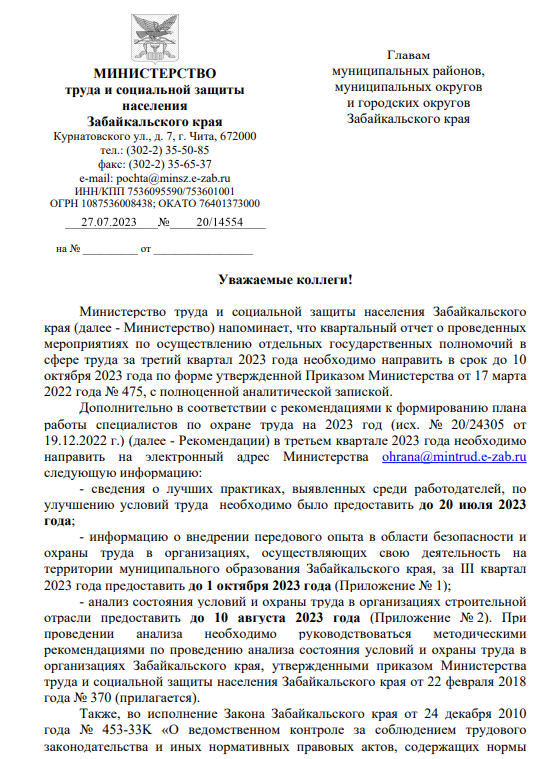 МИНИСТЕРСТВО
труда и социальной защиты
населения
Забайкальского края
Курнатовского ул., д. 7, г. Чита, 672000
тел.: (302-2) 35-50-85
факс: (302-2) 35-65-37
e-mail: pochta@minsz.e-zab.ru
ИНН/КПП 7536095590/753601001
ОГРН 1087536008438; ОКАТО 76401373000
27.07.2023 № 20/14554
на № __________ от __________________
Главам
муниципальных районов,
муниципальных округов
и городских округов
Забайкальского края
Уважаемые коллеги!
Министерство труда и социальной защиты населения Забайкальского
края (далее - Министерство) напоминает, что квартальный отчет о проведенных
мероприятиях по осуществлению отдельных государственных полномочий в
сфере труда за третий квартал 2023 года необходимо направить в срок до 10
октября 2023 года по форме утвержденной Приказом Министерства от 17 марта
2022 года № 475, с полноценной аналитической запиской.
Дополнительно в соответствии с рекомендациями к формированию плана
работы специалистов по охране труда на 2023 год (исх. № 20/24305 от
19.12.2022 г.) (далее - Рекомендации) в третьем квартале 2023 года необходимо
направить на электронный адрес Министерства ohrana@mintrud.e-zab.ru
следующую информацию:
- сведения о лучших практиках, выявленных среди работодателей, по
улучшению условий труда необходимо было предоставить до 20 июля 2023
года;
- информацию о внедрении передового опыта в области безопасности и
охраны труда в организациях, осуществляющих свою деятельность на
территории муниципального образования Забайкальского края, за III квартал
2023 года предоставить до 1 октября 2023 года (Приложение № 1);
- анализ состояния условий и охраны труда в организациях строительной
отрасли предоставить до 10 августа 2023 года (Приложение № 2). При
проведении анализа необходимо руководствоваться методическими
рекомендациями по проведению анализа состояния условий и охраны труда в
организациях Забайкальского края, утвержденными приказом Министерства
труда и социальной защиты населения Забайкальского края от 22 февраля 2018
года № 370 (прилагается).
Также, во исполнение Закона Забайкальского края от 24 декабря 2010
года № 453-ЗЗК «О ведомственном контроле за соблюдением трудового
законодательства и иных нормативных правовых актов, содержащих нормы